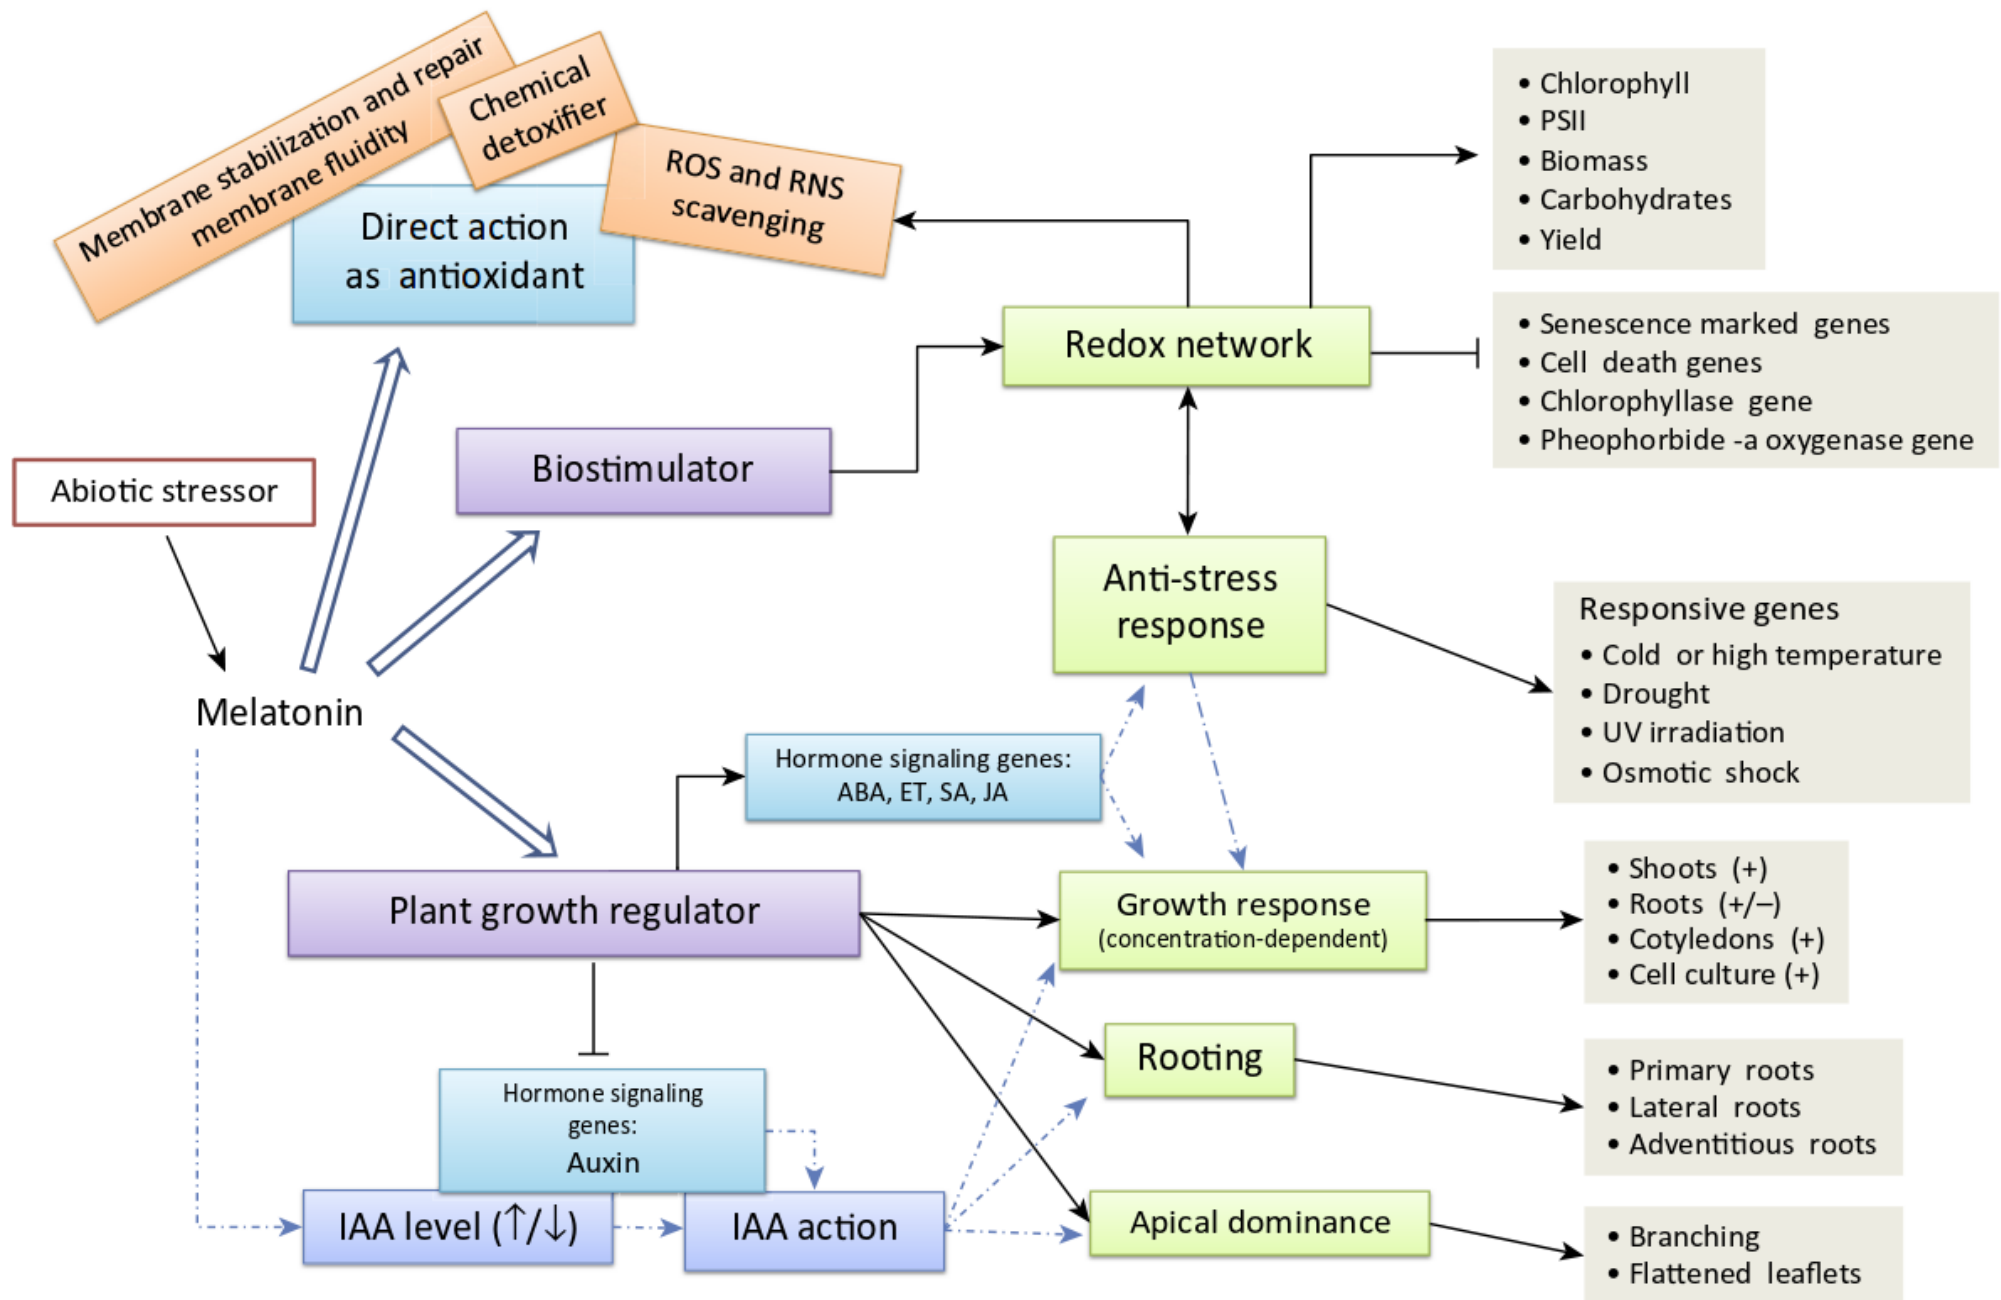 Membrane stabilization and repair
membrane fluidity
Chemical
detoxifier
ROS and RNS
scavenging
Direct action
as antioxidant
• Chlorophyll
• PSII
• Biomass
• Carbohydrates
• Yield
Redox network
• Senescence marked genes
• Cell death genes
• Chlorophyllase gene
• Pheophorbide -a oxygenase gene
Biostimulator
Abiotic stressor
Anti-stress
response
Responsive genes
• Cold or high temperature
• Drought
• UV irradiation
• Osmotic shock
Melatonin
Hormone signaling genes:
ABA, ET, SA, JA
Plant growth regulator
Growth response
(concentration-dependent)
• Shoots (+)
• Roots (+/–)
• Cotyledons (+)
• Cell culture (+)
Rooting
• Primary roots
• Lateral roots
• Adventitious roots
Hormone signaling
genes:
Auxin
IAA level (↑/↓)
IAA action
Apical dominance
• Branching
• Flattened leaflets